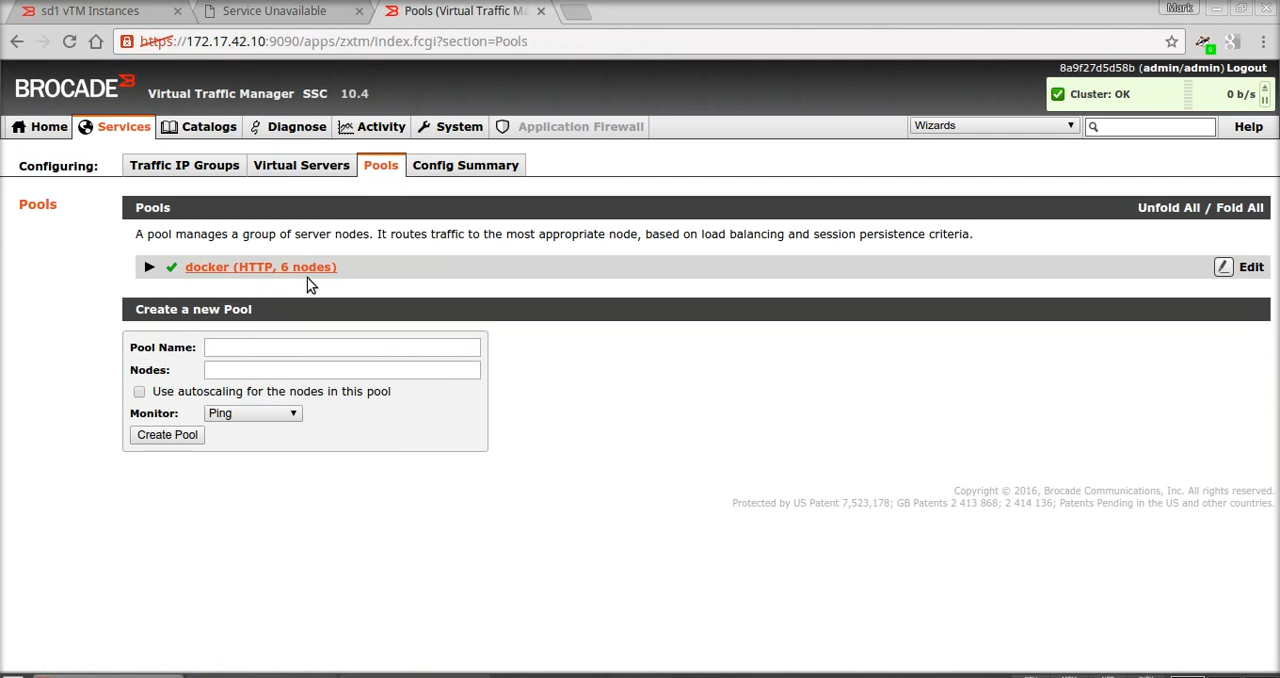 sd1 vTM Instances
Service Unavailable
Pools (Virtual Traffic Ma
Mark
https://172.17.42.10:9090/apps/zxtm/index.fcgi?section=Pools
0
8a9f27d5d58b (admin/admin) Logout
BROCADE
Virtual Traffic Manager SSC 10.4
Cluster: OK
0 b/s
Home
Services
Catalogs
Diagnose
Activity
System
Application Firewall
Wizards
Help
Configuring:
Traffic IP Groups
Virtual Servers
Pools
Config Summary
Pools
Pools
Unfold All / Fold All
A pool manages a group of server nodes. It routes traffic to the most appropriate node, based on load balancing and session persistence criteria.
docker (HTTP, 6 nodes)
Edit
Create a new Pool
Pool Name:
Nodes:
Use autoscaling for the nodes in this pool
Monitor: Ping
Create Pool
Copyright © 2016, Brocade Communications, Inc. All rights reserved.
Protected by US Patent 7,523,178; GB Patents 2 413 868; 2 414 136; Patents Pending in the US and other countries.